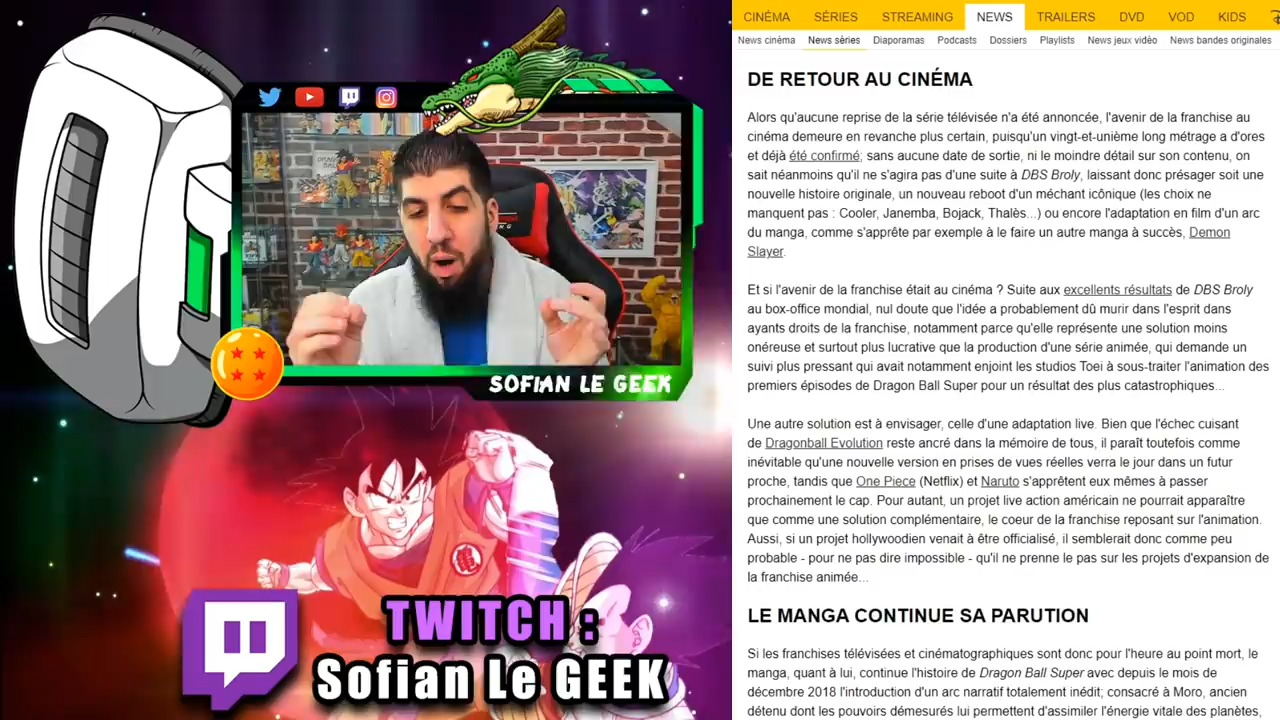 SOFIAN LE GEEK
TWITCH :
Sofian Le GEEK
CINÉMA SÉRIES STREAMING NEWS TRAILERS DVD VOD KIDS
News cinéma News séries Diaporamas Podcasts Dossiers Playlists News jeux vidéo News bandes originales
DE RETOUR AU CINÉMA
Alors qu'aucune reprise de la série télévisée n'a été annoncée, l'avenir de la franchise au
cinéma demeure en revanche plus certain, puisqu'un vingt-et-unième long métrage a d'ores
et déjà été confirmé; sans aucune date de sortie, ni le moindre détail sur son contenu, on
sait néanmoins qu'il ne s'agira pas d'une suite à DBS Broly, laissant donc présager soit une
nouvelle histoire originale, un nouveau reboot d'un méchant icônique (les choix ne
manquent pas : Cooler, Janemba, Bojack, Thalès...) ou encore l'adaptation en film d'un arc
du manga, comme s'apprête par exemple à le faire un autre manga à succès, Demon
Slayer.
Et si l'avenir de la franchise était au cinéma ? Suite aux excellents résultats de DBS Broly
au box-office mondial, nul doute que l'idée a probablement dû murir dans l'esprit des
ayants droits de la franchise, notamment parce qu'elle représente une solution moins
onéreuse et surtout plus lucrative que la production d'une série animée, qui demande un
suivi plus pressant qui avait notamment enjoint les studios Toei à sous-traiter l'animation des
premiers épisodes de Dragon Ball Super pour un résultat des plus catastrophiques...
Une autre solution est à envisager, celle d'une adaptation live. Bien que l'échec cuisant
de Dragonball Evolution reste ancré dans la mémoire de tous, il paraît toutefois comme
inévitable qu'une nouvelle version en prises de vues réelles verra le jour dans un futur
proche, tandis que One Piece (Netflix) et Naruto s'apprêtent eux mêmes à passer
prochainement le cap. Pour autant, un projet live action américain ne pourrait apparaître
que comme une solution complémentaire, le coeur de la franchise reposant sur l'animation.
Aussi, si un projet hollywoodien venait à être officialisé, il semblerait donc comme peu
probable - pour ne pas dire impossible - qu'il ne prenne le pas sur les projets d'expansion de
la franchise animée...
LE MANGA CONTINUE SA PARUTION
Si les franchises télévisées et cinématographiques sont donc pour l'heure au point mort, le
manga, quant à lui, continue l'histoire de Dragon Ball Super avec depuis le mois de
décembre 2018 l'introduction d'un arc narratif totalement inédit; consacré à Moro, ancien
détenu dont les pouvoirs démesurés lui permettent d'assimiler l'énergie vitale des planètes,